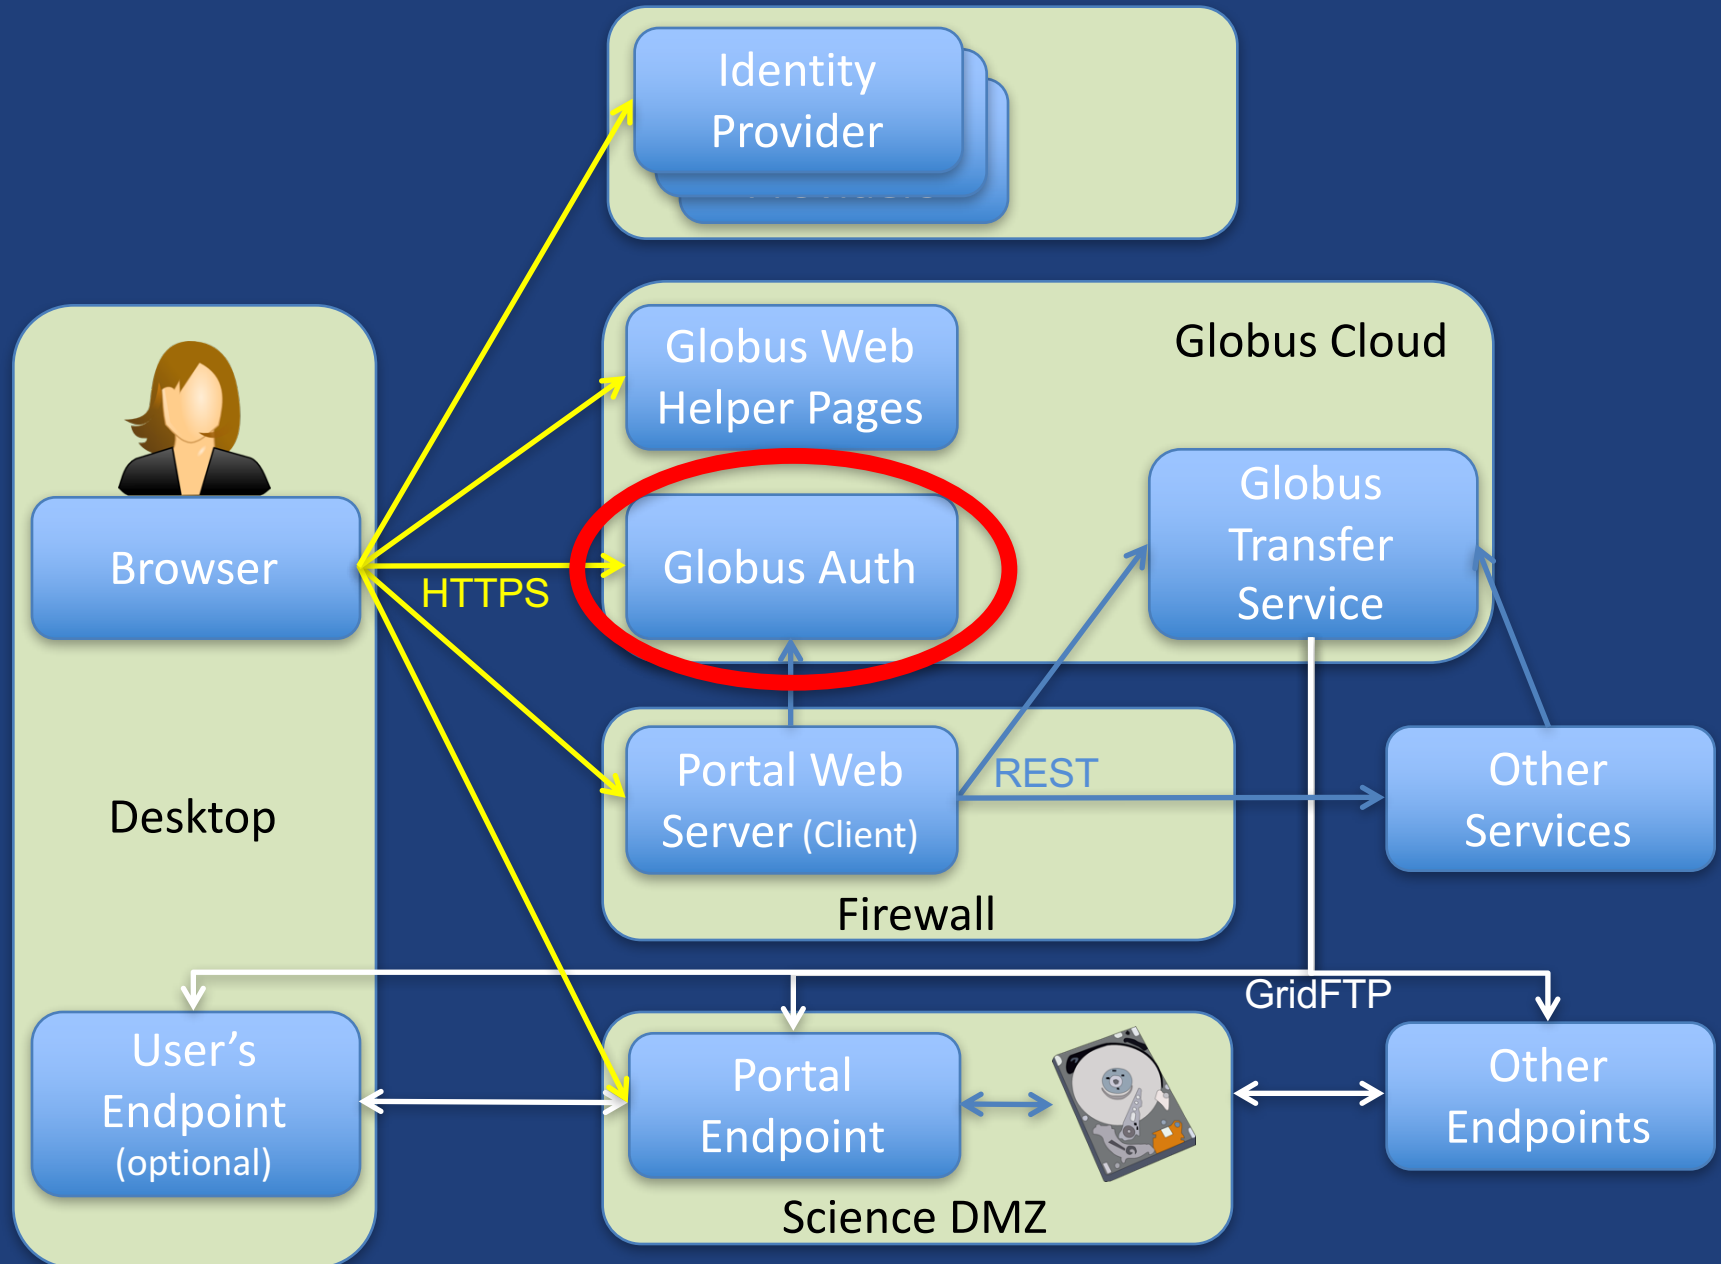 Identity
Provider
Globus Web
Helper Pages
Globus Cloud
Globus
Transfer
Service
Browser
HTTPS
Globus Auth
Desktop
Portal Web
Server (Client)
REST
Other
Services
Firewall
GridFTP
User’s
Endpoint
(optional)
Portal
Endpoint
Other
Endpoints
Science DMZ